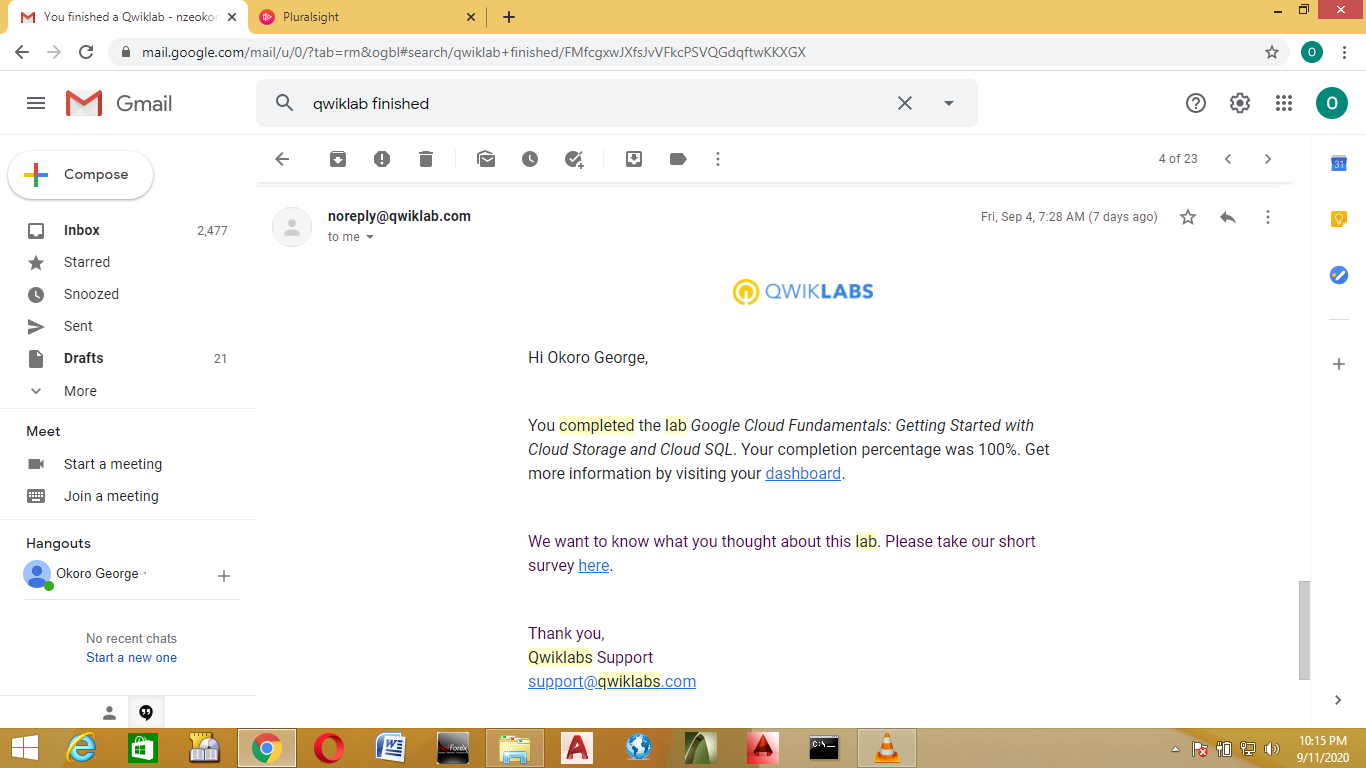 You finished a Qwiklab - nzeokor
Pluralsight
mail.google.com/mail/u/0/?tab=rm&ogbl#search/qwiklab+finished/FMfcgxwJXfsJvVFkcPSVQGdqftwKKXGX
O
Gmail
qwiklab finished
O
4 of 23
Compose
Inbox 2,477
Starred
Snoozed
Sent
Drafts 21
More
Meet
Start a meeting
Join a meeting
Hangouts
Okoro George
No recent chats
Start a new one
noreply@qwiklab.com
Fri, Sep 4, 7:28 AM (7 days ago)
to me
31
QWIKLABS
Hi Okoro George,
You completed the lab Google Cloud Fundamentals: Getting Started with
Cloud Storage and Cloud SQL. Your completion percentage was 100%. Get
more information by visiting your dashboard.
We want to know what you thought about this lab. Please take our short
survey here.
Thank you,
Qwiklabs Support
support@qwiklabs.com
10:15 PM
9/11/2020